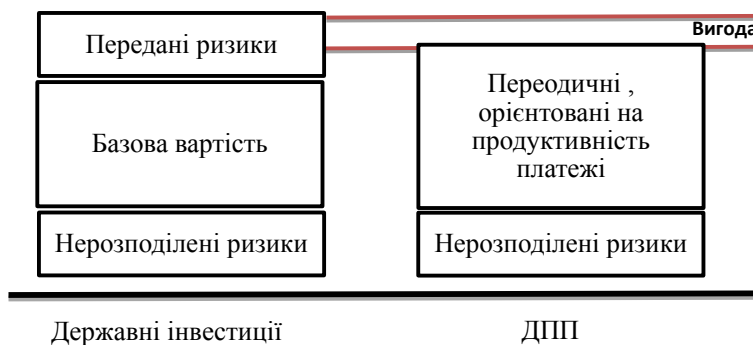 Передані ризики
Вигода
Базова вартість
Переодичні ,
орієнтовані на
продуктивність
платежі
Нерозподілені ризики
Нерозподілені ризики
Державні інвестиції
ДПП